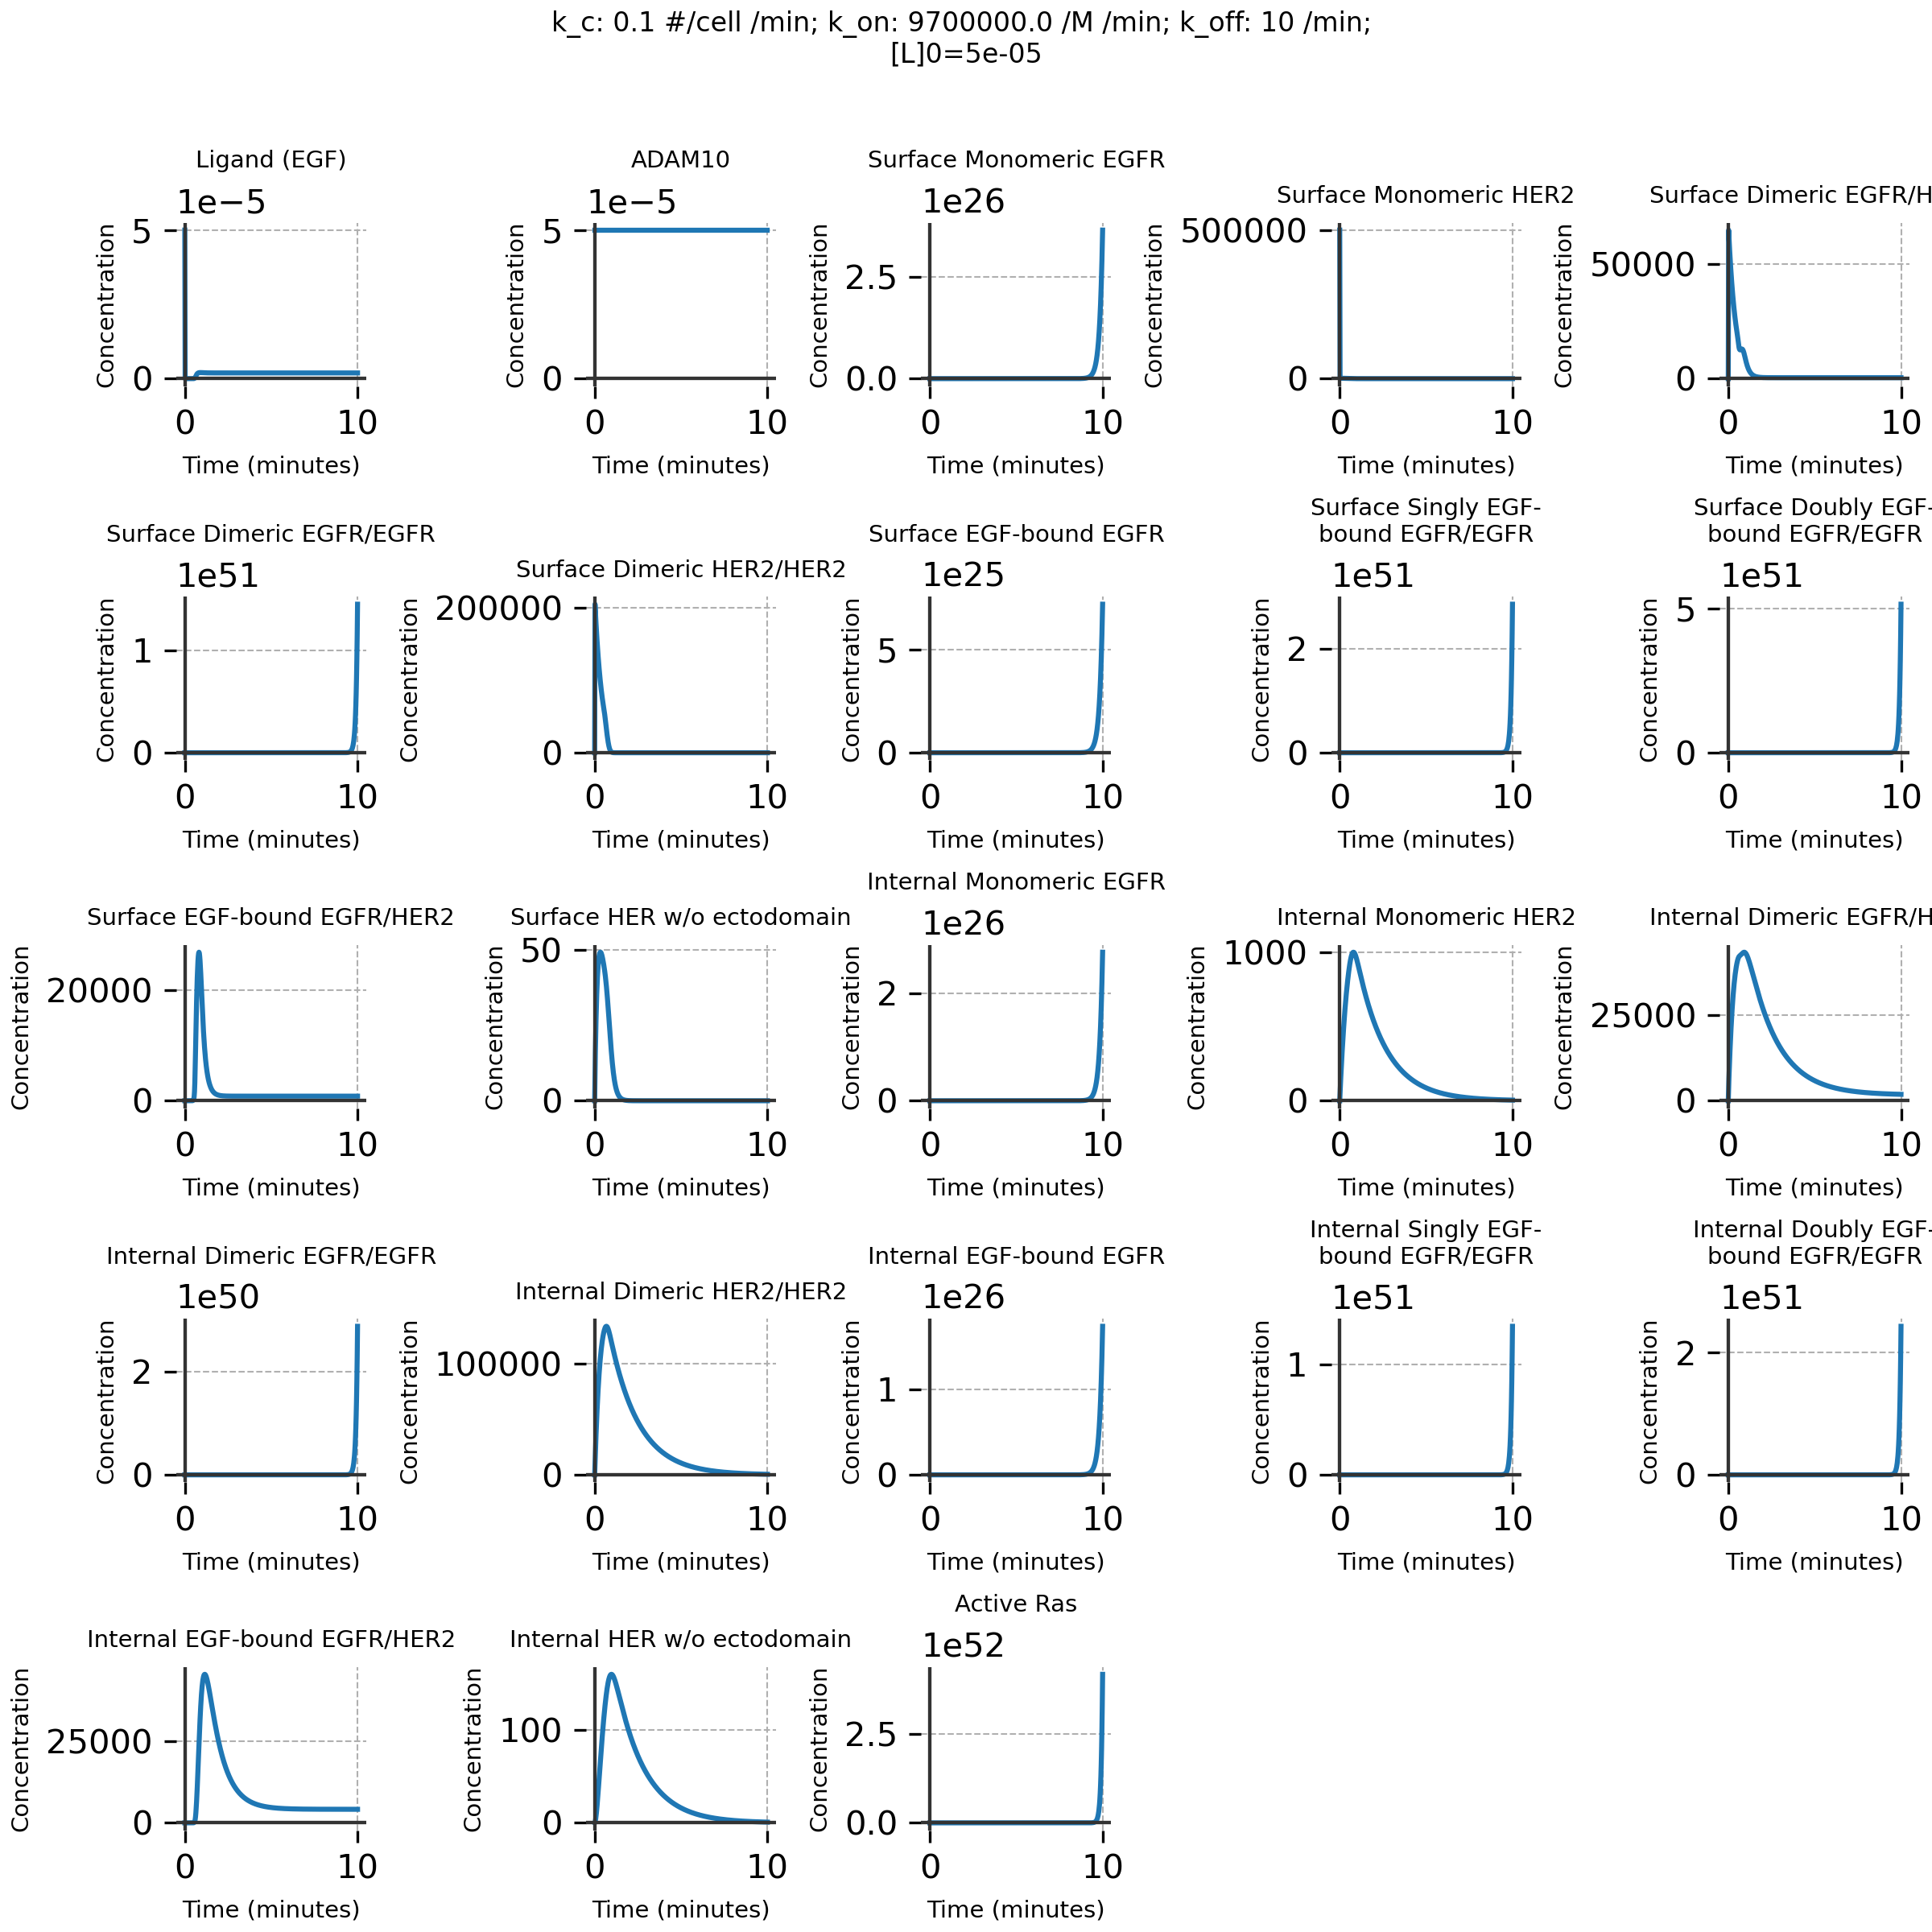 k_c: 0.1 #/cell /min; k_on: 9700000.0 /M /min; k_off: 10 /min;
[L]0=5e-05
Ligand (EGF)
1e−5
Concentration
5
0
0
10
Time (minutes)
ADAM10
1e−5
Concentration
5
0
0
10
Time (minutes)
Surface Monomeric EGFR
1e26
Concentration
2.5
0.0
0
10
Time (minutes)
Surface Monomeric HER2
Concentration
500000
0
0
10
Time (minutes)
Surface Dimeric EGFR/H
Concentration
50000
0
0
10
Time (minutes)
Surface Dimeric EGFR/EGFR
1e51
Concentration
1
0
0
10
Time (minutes)
Surface Dimeric HER2/HER2
Concentration
200000
0
0
10
Time (minutes)
Surface EGF-bound EGFR
1e25
Concentration
5
0
0
10
Time (minutes)
Surface Singly EGF-
bound EGFR/EGFR
1e51
Concentration
2
0
0
10
Time (minutes)
Surface Doubly EGF-
bound EGFR/EGFR
1e51
Concentration
5
0
0
10
Time (minutes)
Surface EGF-bound EGFR/HER2
Concentration
20000
0
0
10
Time (minutes)
Surface HER w/o ectodomain
Concentration
50
0
0
10
Time (minutes)
Internal Monomeric EGFR
1e26
Concentration
2
0
0
10
Time (minutes)
Internal Monomeric HER2
Concentration
1000
0
0
10
Time (minutes)
Internal Dimeric EGFR/H
Concentration
25000
0
0
10
Time (minutes)
Internal Dimeric EGFR/EGFR
1e50
Concentration
2
0
0
10
Time (minutes)
Internal Dimeric HER2/HER2
Concentration
100000
0
0
10
Time (minutes)
Internal EGF-bound EGFR
1e26
Concentration
1
0
0
10
Time (minutes)
Internal Singly EGF-
bound EGFR/EGFR
1e51
Concentration
1
0
0
10
Time (minutes)
Internal Doubly EGF-
bound EGFR/EGFR
1e51
Concentration
2
0
0
10
Time (minutes)
Internal EGF-bound EGFR/HER2
Concentration
25000
0
0
10
Time (minutes)
Internal HER w/o ectodomain
Concentration
100
0
0
10
Time (minutes)
Active Ras
1e52
Concentration
2.5
0.0
0
10
Time (minutes)